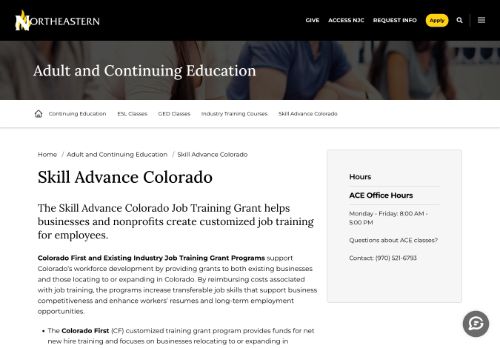 NORTHEASTERN
GIVE ACCESS NJC REQUEST INFO Apply
Adult and Continuing Education
Continuing Education ESL Classes GED Classes Industry Training Courses Skill Advance Colorado
Home / Adult and Continuing Education / Skill Advance Colorado
Skill Advance Colorado
The Skill Advance Colorado Job Training Grant helps
businesses and nonprofits create customized job training
for employees.
Colorado First and Existing Industry Job Training Grant Programs support
Colorado's workforce development by providing grants to both existing businesses
and those locating to or expanding in Colorado. By reimbursing costs associated
with job training, the programs increase transferable job skills that support business
competitiveness and enhance workers' resumes and long-term employment
opportunities.
• The Colorado First (CF) customized training grant program provides funds for net
new hire training and focuses on businesses relocating to or expanding in
Hours
ACE Office Hours
Monday - Friday: 8:00 AM -
5:00 PM
Questions about ACE classes?
Contact: (970) 521-6793